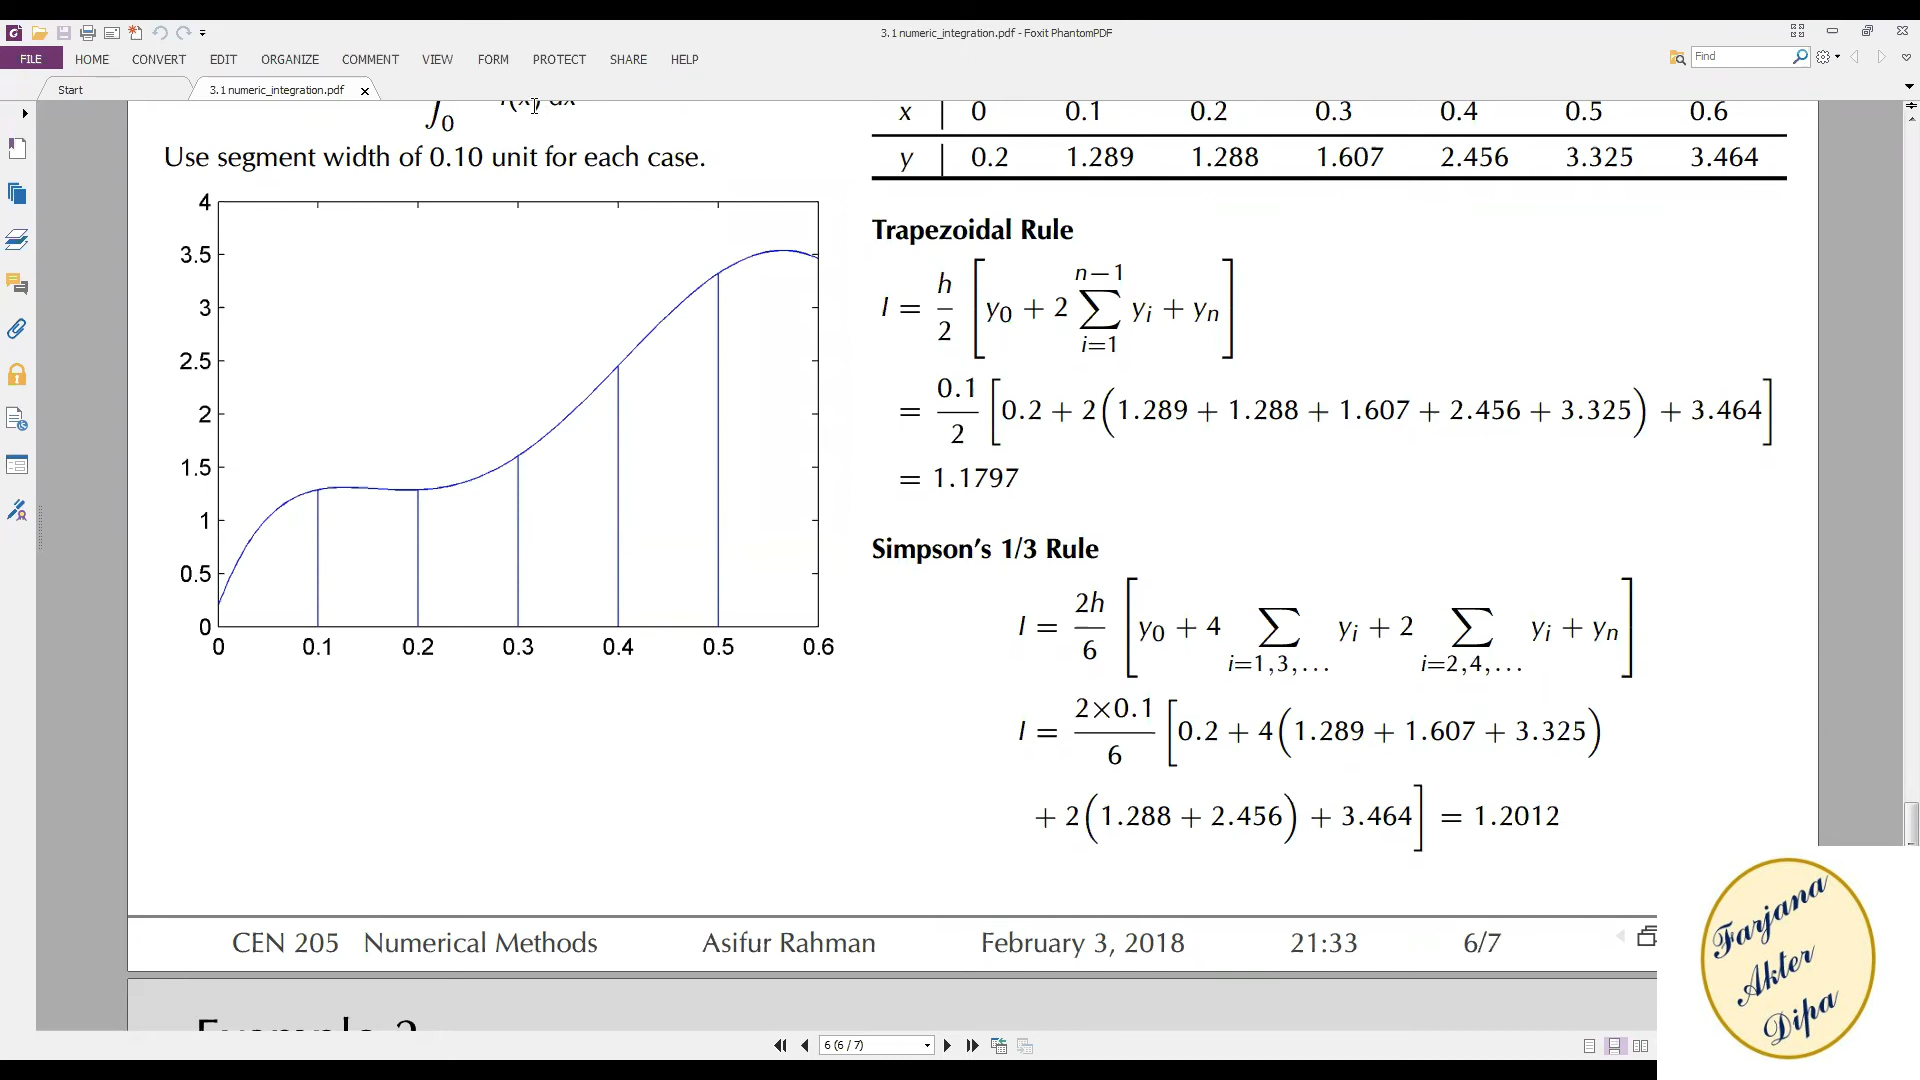 3.1 numeric_integration.pdf - Foxit PhantomPDF
FILE HOME CONVERT EDIT ORGANIZE COMMENT VIEW FORM PROTECT SHARE HELP
Find
Start 3.1 numeric_integration.pdf
∫0 f(x) dx
Use segment width of 0.10 unit for each case.
4
3.5
3
2.5
2
1.5
1
0.5
0
0 0.1 0.2 0.3 0.4 0.5 0.6
x 0 0.1 0.2 0.3 0.4 0.5 0.6
y 0.2 1.289 1.288 1.607 2.456 3.325 3.464
Trapezoidal Rule
I = h/2 [y0 + 2 ∑_{i=1}^{n−1} yi + yn]
= 0.1/2 [0.2 + 2(1.289 + 1.288 + 1.607 + 2.456 + 3.325) + 3.464]
= 1.1797
Simpson's 1/3 Rule
I = 2h/6 [y0 + 4 ∑_{i=1,3,...} yi + 2 ∑_{i=2,4,...} yi + yn]
I = 2×0.1/6 [0.2 + 4(1.289 + 1.607 + 3.325)
+ 2(1.288 + 2.456) + 3.464] = 1.2012
CEN 205 Numerical Methods Asifur Rahman February 3, 2018 21:33 6/7
Example 2
6 (6 / 7)
Farjana
Akter
Dipa